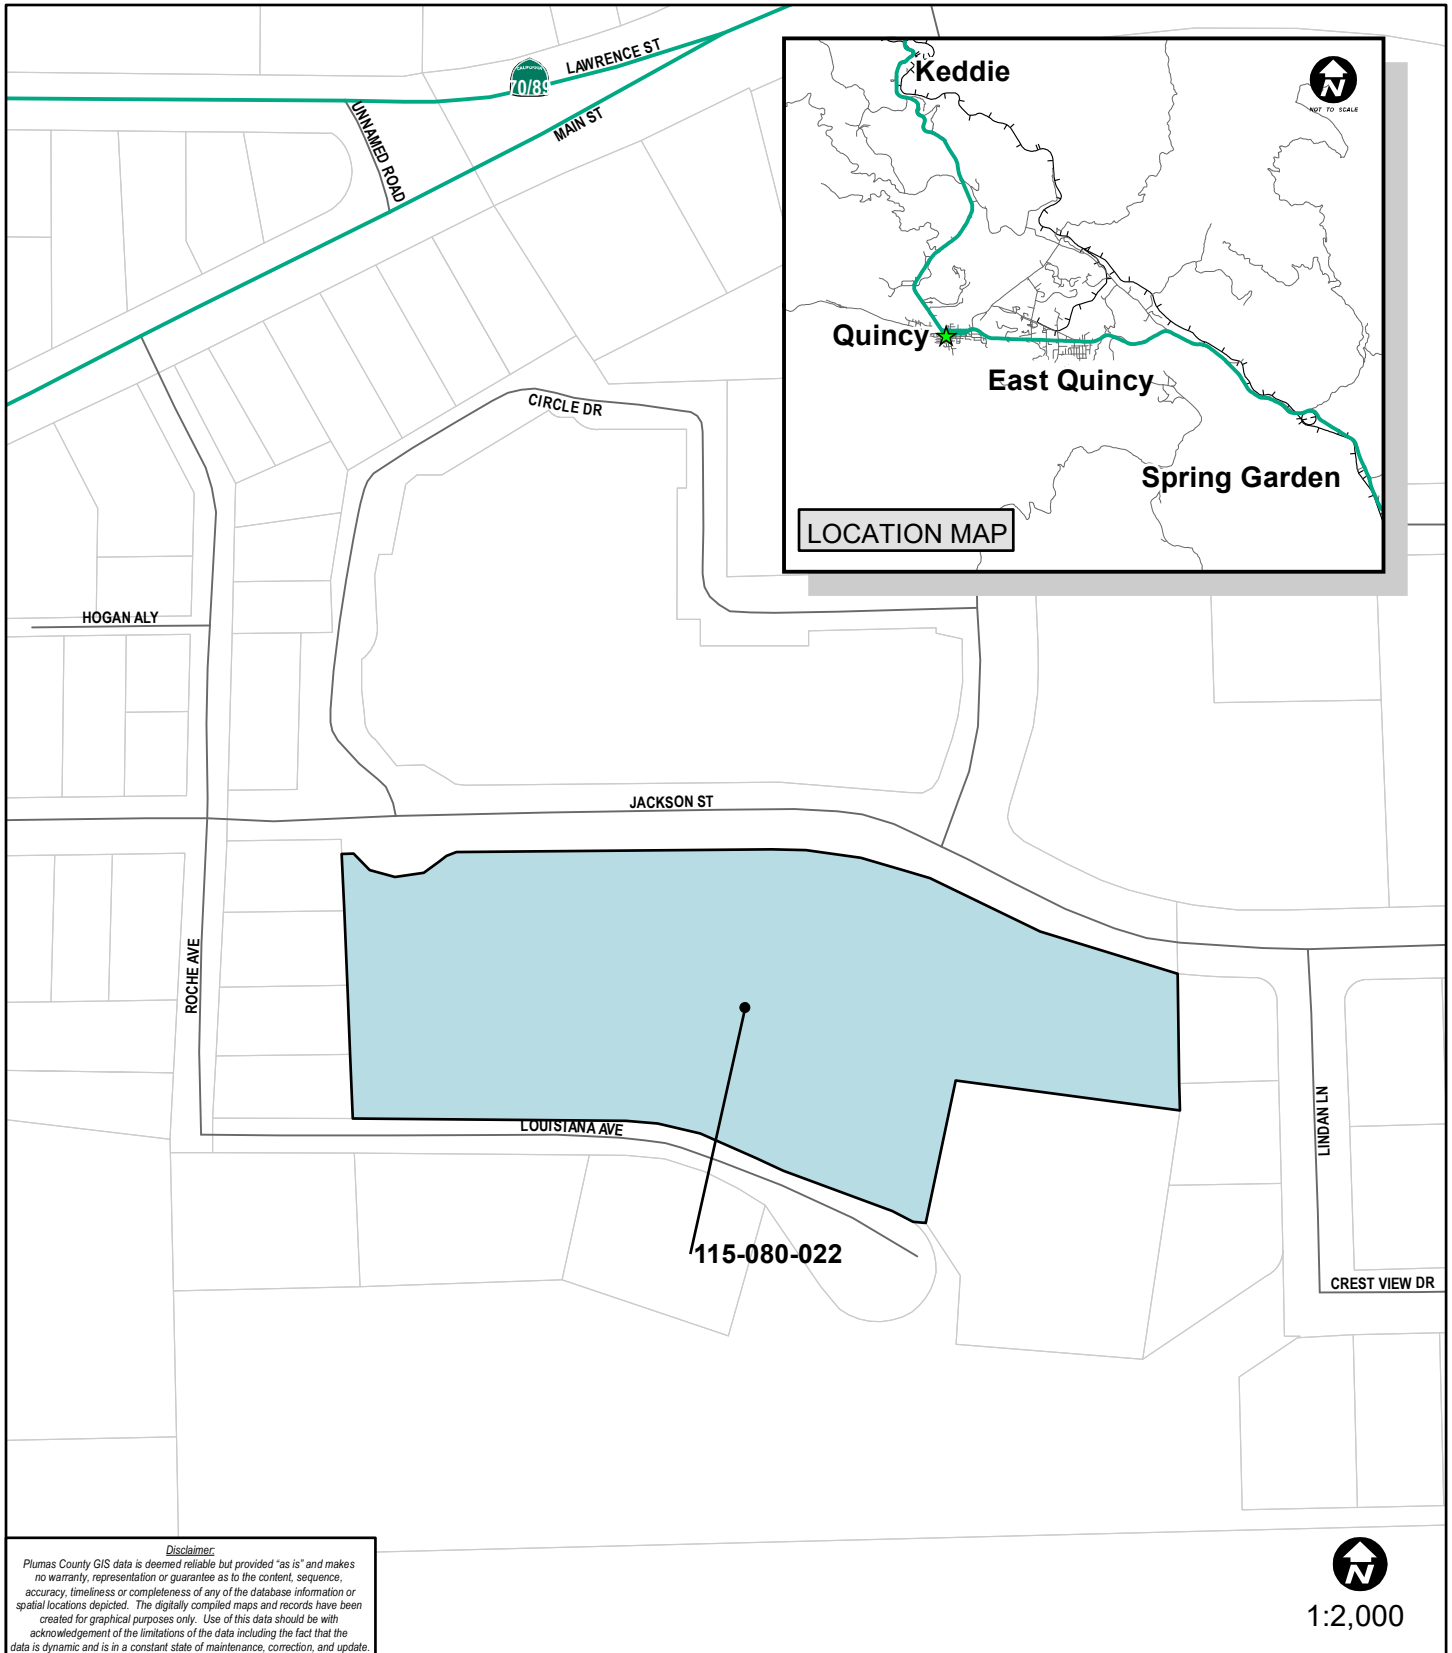 LAWRENCE ST
CALIFORNIA
70/89
MAIN ST
UNNAMED ROAD
Keddie
N
NOT TO SCALE
Quincy
East Quincy
Spring Garden
LOCATION MAP
CIRCLE DR
HOGAN ALY
JACKSON ST
ROCHE AVE
LOUISIANA AVE
LINDAN LN
115-080-022
CREST VIEW DR
Disclaimer:
Plumas County GIS data is deemed reliable but provided “as is” and makes
no warranty, representation or guarantee as to the content, sequence,
accuracy, timeliness or completeness of any of the database information or
spatial locations depicted. The digitally compiled maps and records have been
created for graphical purposes only. Use of this data should be with
acknowledgement of the limitations of the data including the fact that the
data is dynamic and is in a constant state of maintenance, correction, and update.
N
1:2,000